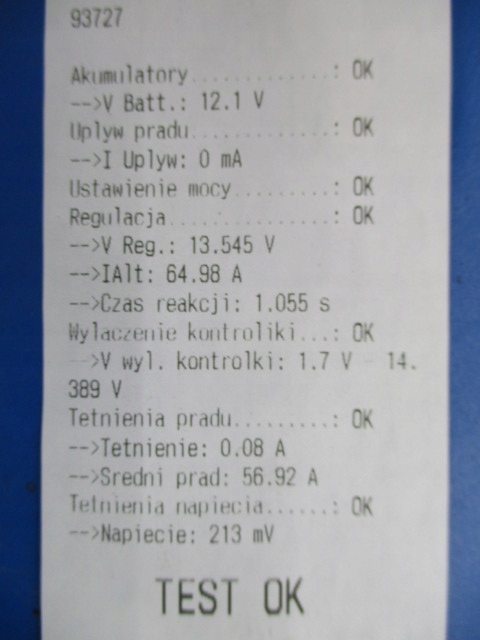 93727
Akumulatory.............: OK
-->V Batt.: 12.1 V
Uplyw pradu.............: OK
-->I Uplyw: 0 mA
Ustawienie mocy.........: OK
Regulacja...............: OK
-->V Reg.: 13.545 V
-->IAlt: 64.98 A
-->Czas reakcji: 1.055 s
Wylaczenie kontroliki...: OK
-->V wyl. kontrolki: 1.7 V - 14.
389 V
Tetnienia pradu.........: OK
-->Tetnienie: 0.08 A
-->Sredni prad: 56.92 A
Tetnienia napiecia......: OK
-->Napiecie: 213 mV
TEST OK